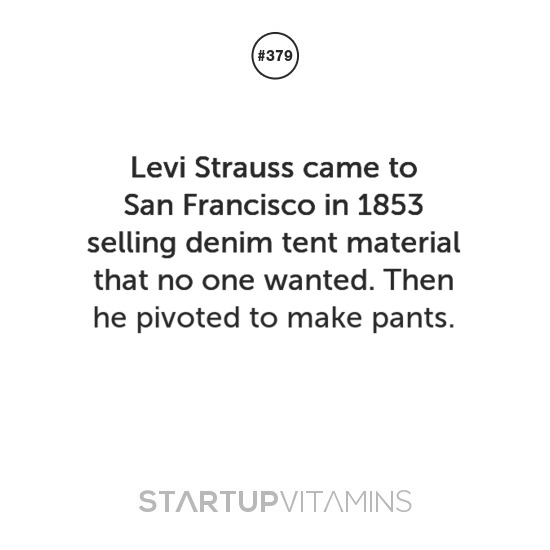 #379
Levi Strauss came to
San Francisco in 1853
selling denim tent material
that no one wanted. Then
he pivoted to make pants.
STARTUPVITAMINS